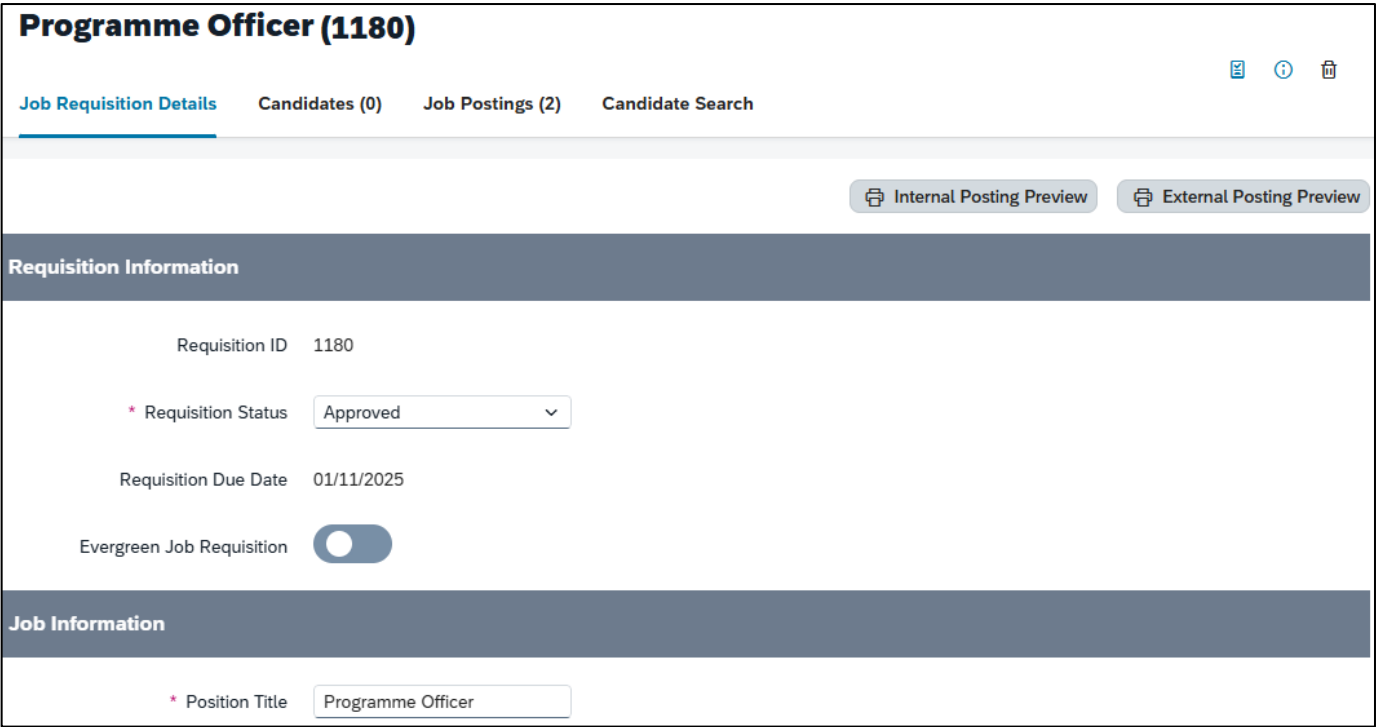 Programme Officer (1180)
Job Requisition Details Candidates (0) Job Postings (2) Candidate Search
Internal Posting Preview External Posting Preview
Requisition Information
Requisition ID 1180
* Requisition Status Approved
Requisition Due Date 01/11/2025
Evergreen Job Requisition
Job Information
* Position Title Programme Officer